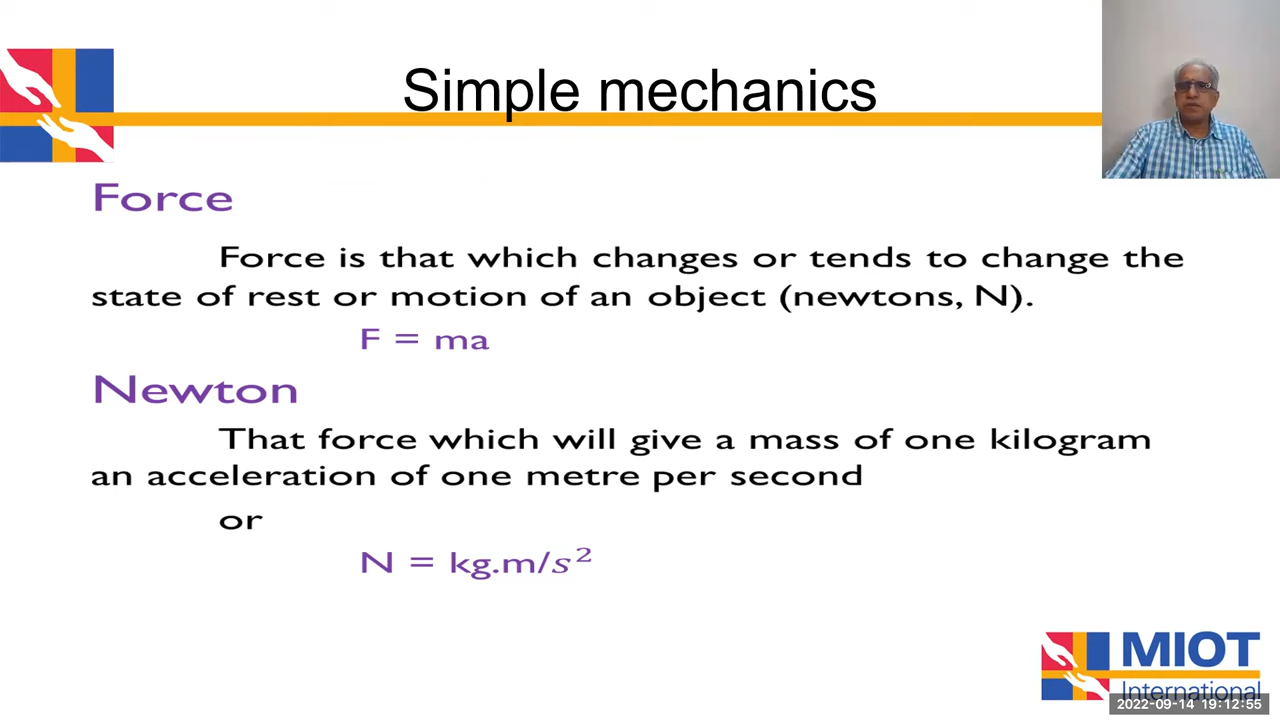 Simple mechanics
Force
Force is that which changes or tends to change the
state of rest or motion of an object (newtons, N).
F = ma
Newton
That force which will give a mass of one kilogram
an acceleration of one metre per second
or
N = kg.m/s²
MIOT
International
2022-09-14 19:12:55